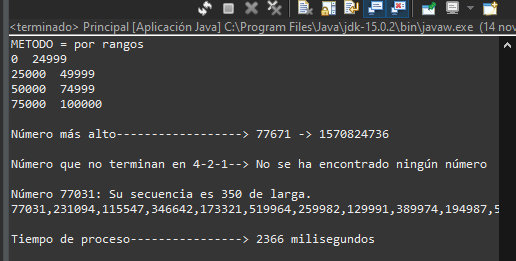 <terminado> Principal [Aplicación Java] C:\Program Files\Java\jdk-15.0.2\bin\javaw.exe (14 nov
METODO = por rangos
0 24999
25000 49999
50000 74999
75000 100000
Número más alto------------------> 77671 -> 1570824736
Número que no terminan en 4-2-1--> No se ha encontrado ningún número
Número 77031: Su secuencia es 350 de larga.
77031,231094,115547,346642,173321,519964,259982,129991,389974,194987,5
Tiempo de proceso----------------> 2366 milisegundos